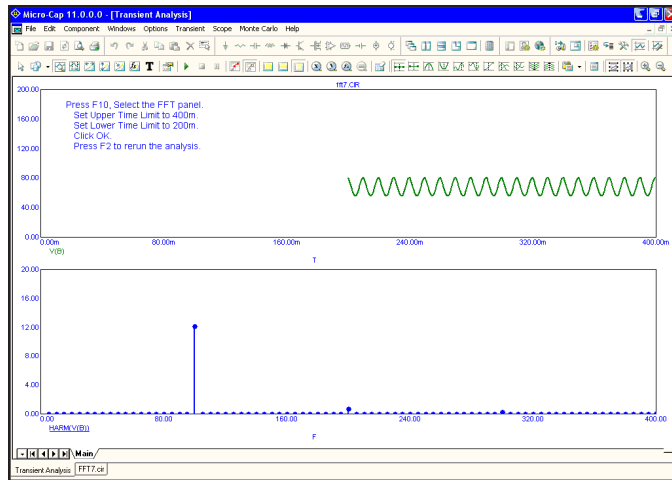 Micro-Cap 11.0.0.0 - [Transient Analysis]
File Edit Component Windows Options Transient Scope Monte Carlo Help
fft7.CIR
200.00
160.00
120.00
80.00
40.00
0.00
Press F10, Select the FFT panel.
Set Upper Time Limit to 400m.
Set Lower Time Limit to 200m.
Click OK.
Press F2 to rerun the analysis.
0.00m 80.00m 160.00m 240.00m 320.00m 400.00m
V(B)
T
20.00
16.00
12.00
8.00
4.00
0.00
0.00 80.00 160.00 240.00 320.00 400.00
HARM(V(B))
F
Main
Transient Analysis FFT7.cir